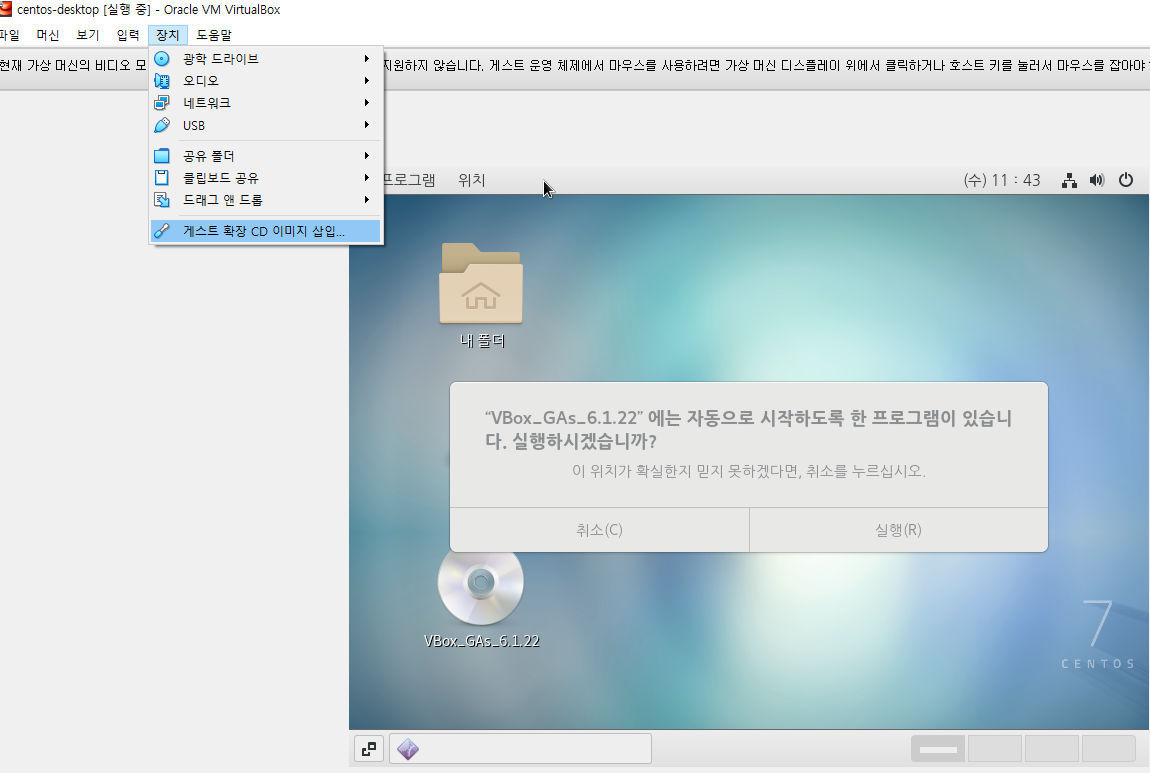 centos-desktop [실행 중] - Oracle VM VirtualBox
파일 머신 보기 입력 장치 도움말
현재 가상 머신의 비디오 모
지원하지 않습니다. 게스트 운영 체제에서 마우스를 사용하려면 가상 머신 디스플레이 위에서 클릭하거나 호스트 키를 눌러서 마우스를 잡아야
광학 드라이브
오디오
네트워크
USB
공유 폴더
클립보드 공유
드래그 앤 드롭
게스트 확장 CD 이미지 삽입...
프로그램 위치 (수) 11 : 43
내 폴더
“VBox_GAs_6.1.22” 에는 자동으로 시작하도록 한 프로그램이 있습니
다. 실행하시겠습니까?
이 위치가 확실한지 믿지 못하겠다면, 취소를 누르십시오.
취소(C) 실행(R)
VBox_GAs_6.1.22
7
CENTOS